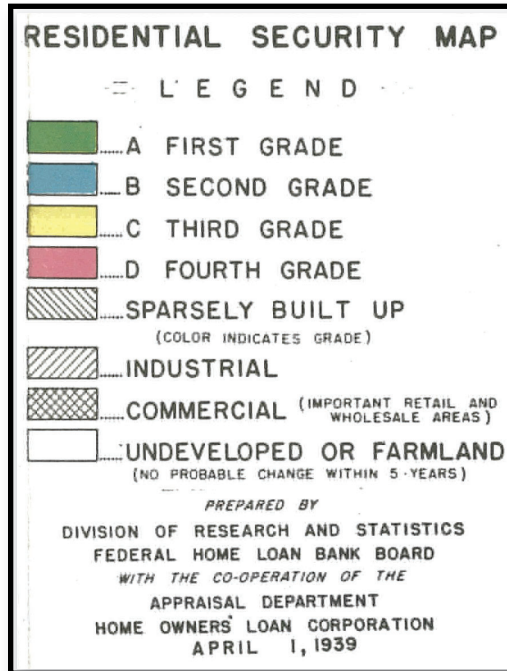 RESIDENTIAL SECURITY MAP
LEGEND
A FIRST GRADE
B SECOND GRADE
C THIRD GRADE
D FOURTH GRADE
SPARSELY BUILT UP
(COLOR INDICATES GRADE)
INDUSTRIAL
COMMERCIAL (IMPORTANT RETAIL AND
WHOLESALE AREAS)
UNDEVELOPED OR FARMLAND
(NO PROBABLE CHANGE WITHIN 5-YEARS)
PREPARED BY
DIVISION OF RESEARCH AND STATISTICS
FEDERAL HOME LOAN BANK BOARD
WITH THE CO-OPERATION OF THE
APPRAISAL DEPARTMENT
HOME OWNERS' LOAN CORPORATION
APRIL 1, 1939